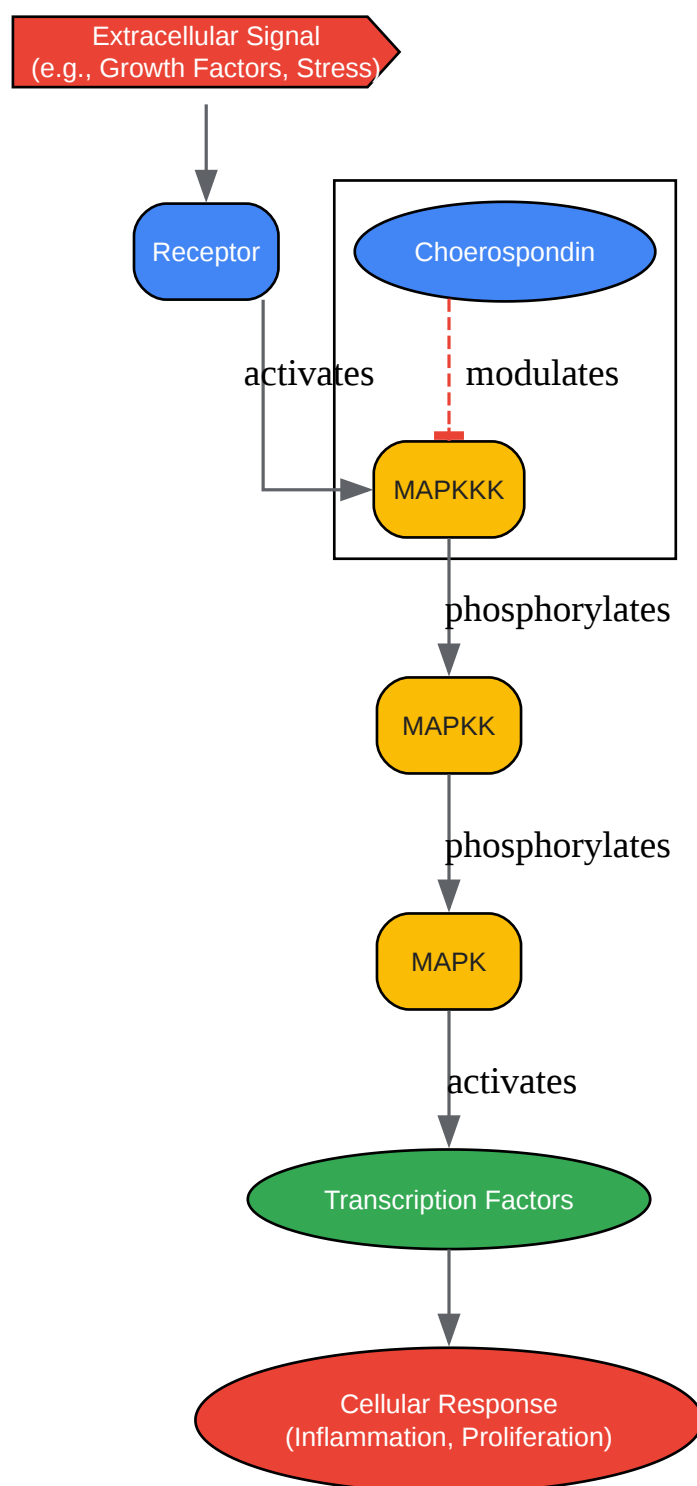 Extracellular Signal
(e.g., Growth Factors, Stress)
Receptor
Choerospondin
activates
modulates
MAPKKK
phosphorylates
MAPKK
phosphorylates
MAPK
activates
Transcription Factors
Cellular Response
(Inflammation, Proliferation)